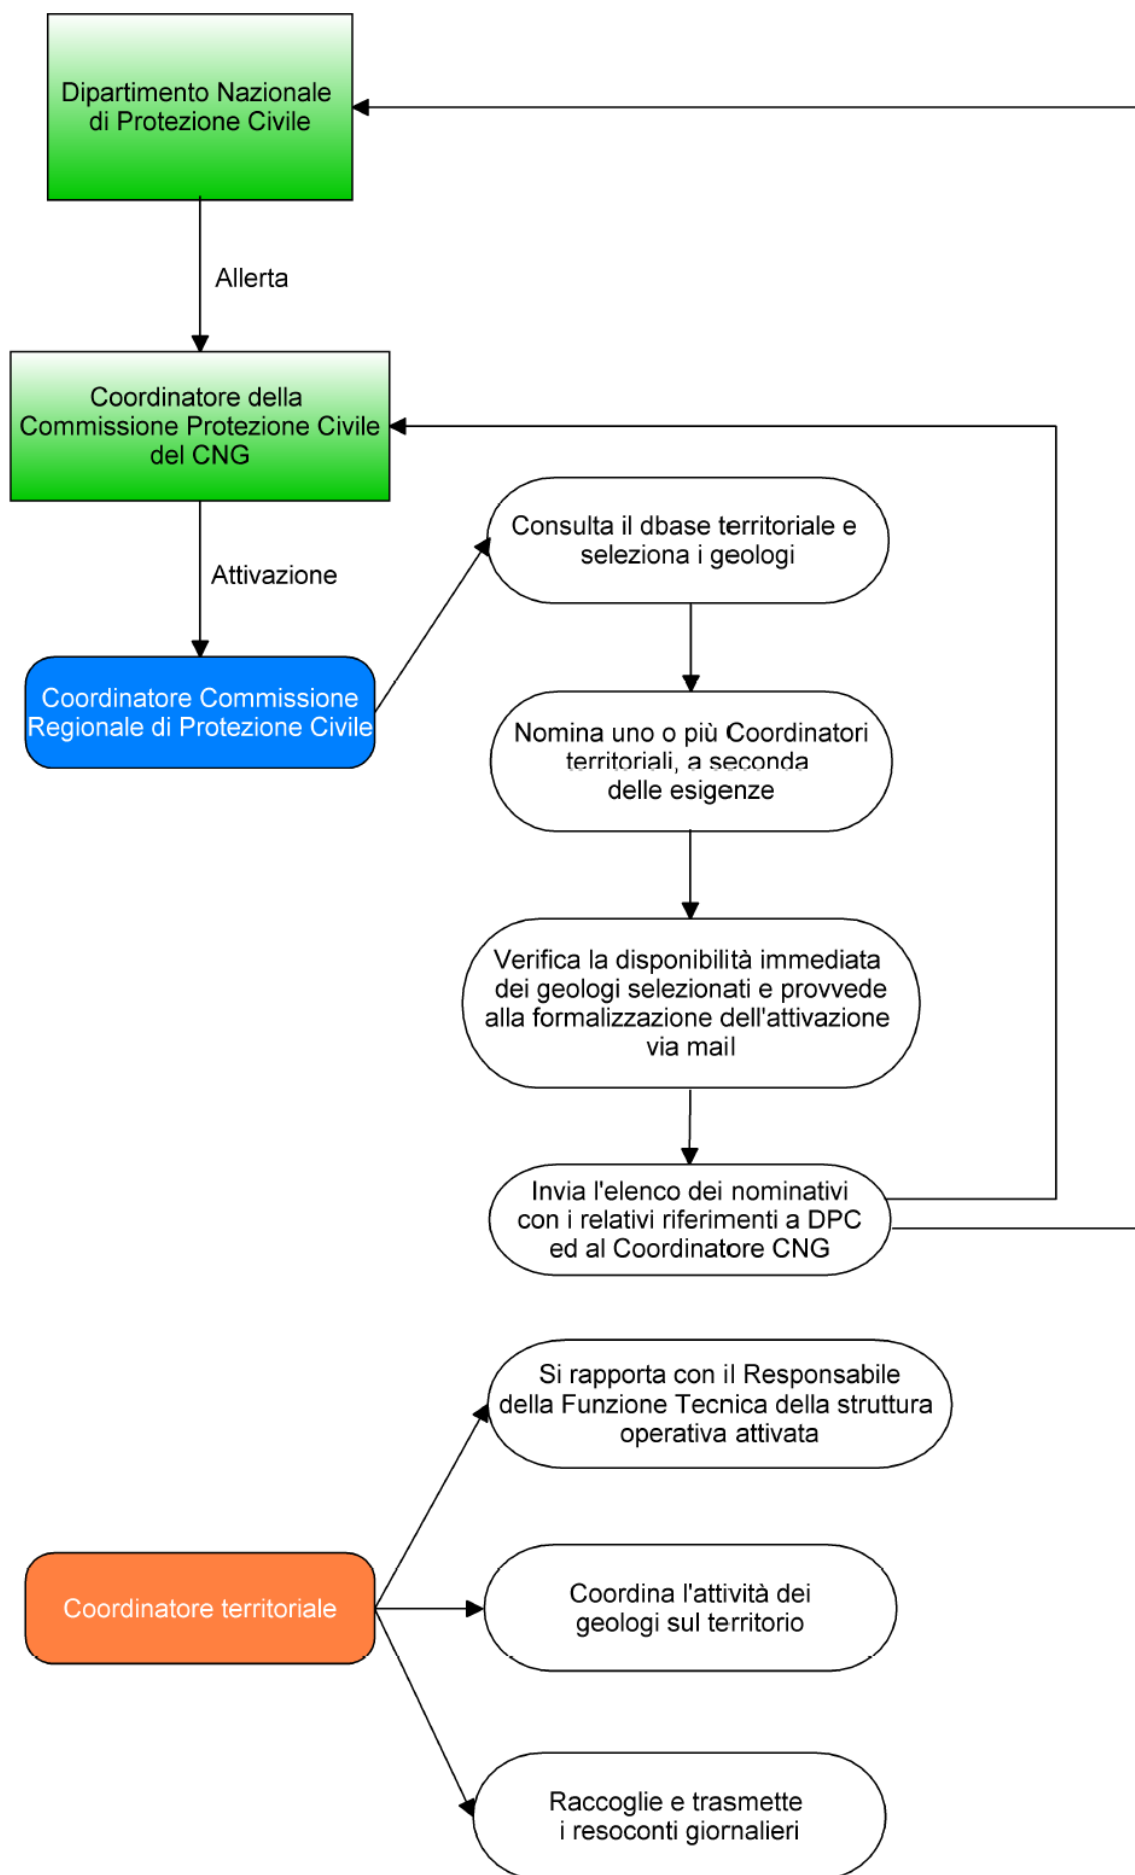 Dipartimento Nazionale
di Protezione Civile
Allerta
Coordinatore della
Commissione Protezione Civile
del CNG
Attivazione
Coordinatore Commissione
Regionale di Protezione Civile
Consulta il dbase territoriale e
seleziona i geologi
Nomina uno o più Coordinatori
territoriali, a seconda
delle esigenze
Verifica la disponibilità immediata
dei geologi selezionati e provvede
alla formalizzazione dell'attivazione
via mail
Invia l'elenco dei nominativi
con i relativi riferimenti a DPC
ed al Coordinatore CNG
Si rapporta con il Responsabile
della Funzione Tecnica della struttura
operativa attivata
Coordinatore territoriale
Coordina l'attività dei
geologi sul territorio
Raccoglie e trasmette
i resoconti giornalieri